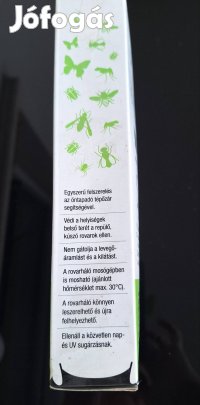 Jófogás
Egyszerű felszerelés
az öntapadó tépőzár
segítségével.
Védi a helyiségek
belső terét a repülő,
kúszó rovarok ellen.
Nem gátolja a levegő-
áramlást és a kilátást.
A rovarháló mosógépben
is mosható (ajánlott
hőmérséklet max. 30°C).
A rovarháló könnyen
leszerelhető és újra
felhelyezhető.
Ellenáll a közvetlen nap-
és UV sugárzásnak.